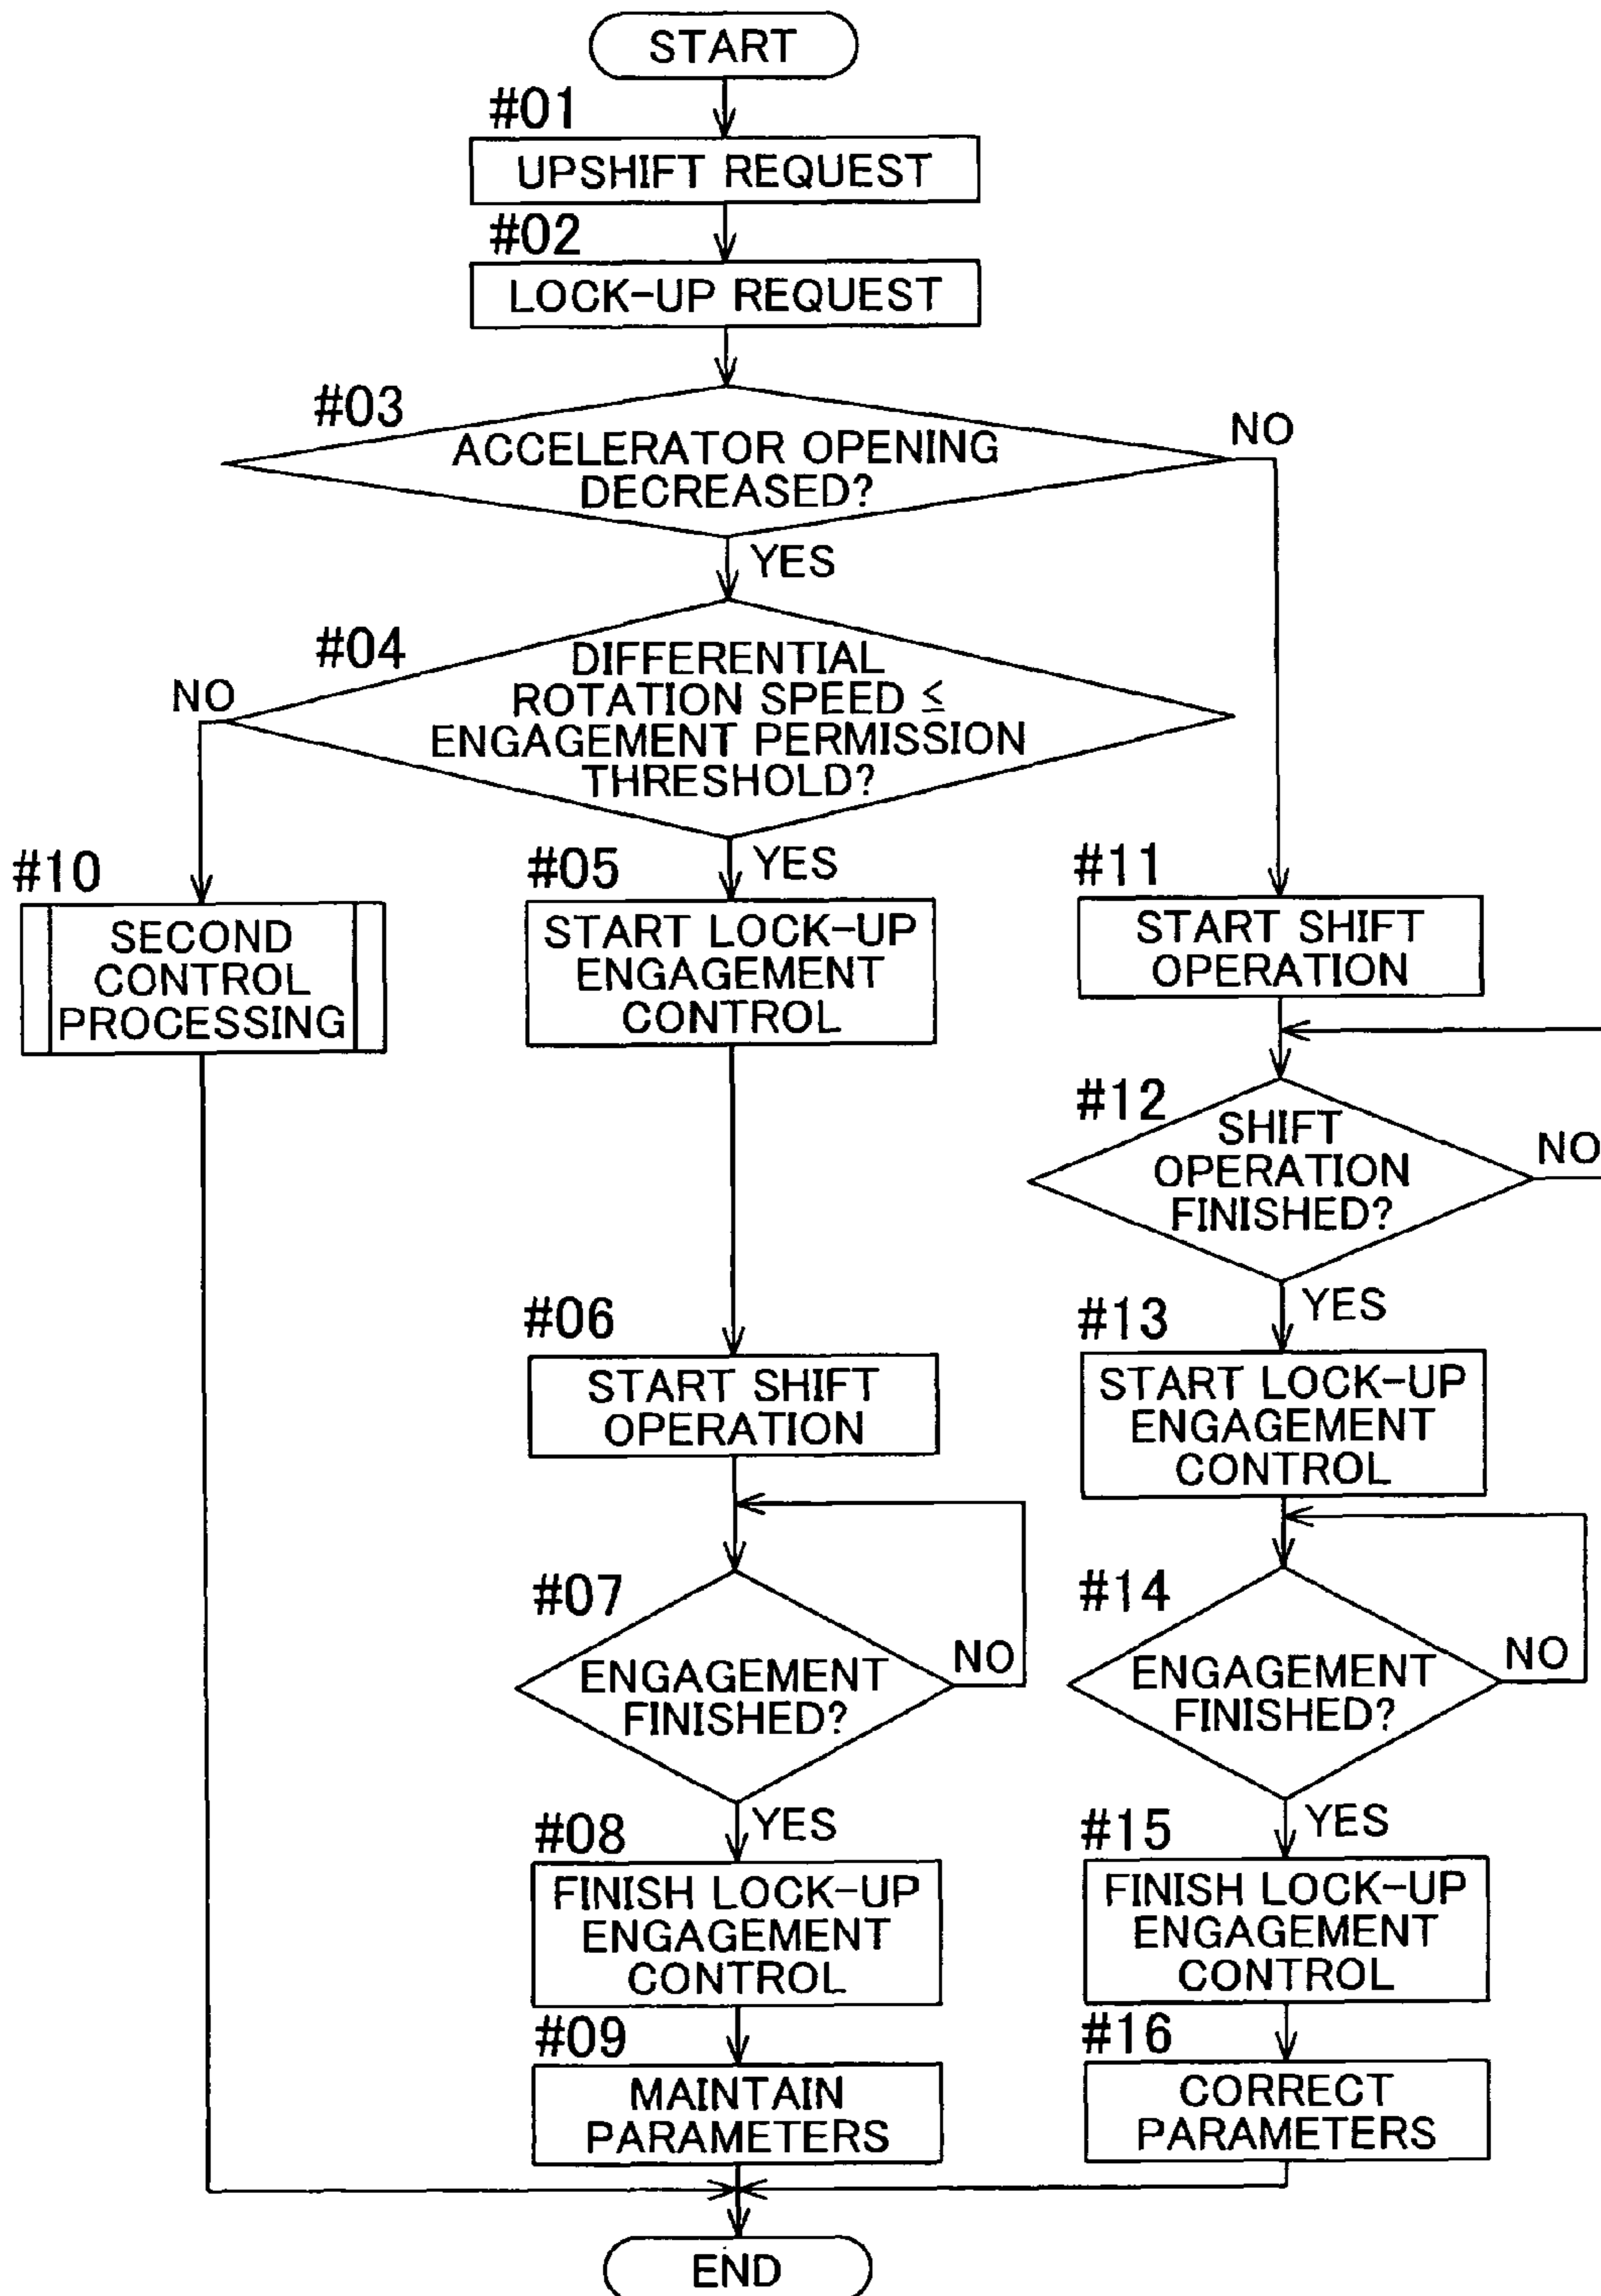 START
#01
UPSHIFT REQUEST
#02
LOCK-UP REQUEST
#03
ACCELERATOR OPENING
DECREASED?
NO
YES
#04
DIFFERENTIAL
ROTATION SPEED ≤
ENGAGEMENT PERMISSION
THRESHOLD?
NO
YES
#10
SECOND
CONTROL
PROCESSING
#05
START LOCK-UP
ENGAGEMENT
CONTROL
#06
START SHIFT
OPERATION
#07
ENGAGEMENT
FINISHED?
NO
YES
#08
FINISH LOCK-UP
ENGAGEMENT
CONTROL
#09
MAINTAIN
PARAMETERS
#11
START SHIFT
OPERATION
#12
SHIFT
OPERATION
FINISHED?
NO
YES
#13
START LOCK-UP
ENGAGEMENT
CONTROL
#14
ENGAGEMENT
FINISHED?
NO
YES
#15
FINISH LOCK-UP
ENGAGEMENT
CONTROL
#16
CORRECT
PARAMETERS
END